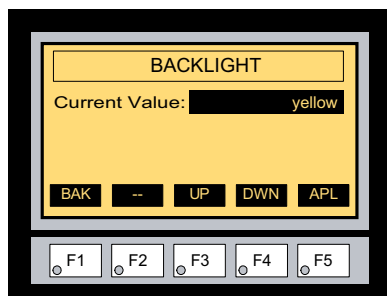 BACKLIGHT
Current Value: yellow
BAK -- UP DWN APL
F1 F2 F3 F4 F5